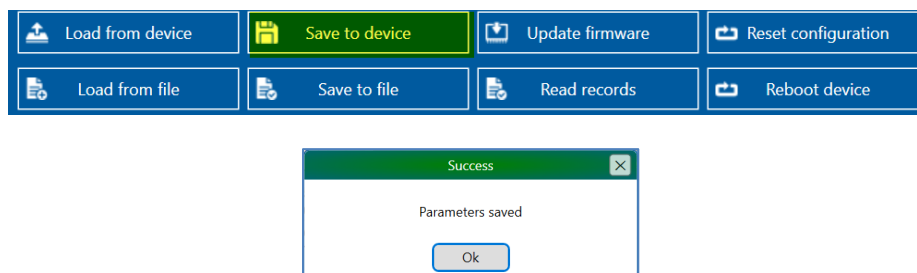 Load from device Save to device Update firmware Reset configuration
Load from file Save to file Read records Reboot device
Success
Parameters saved
Ok